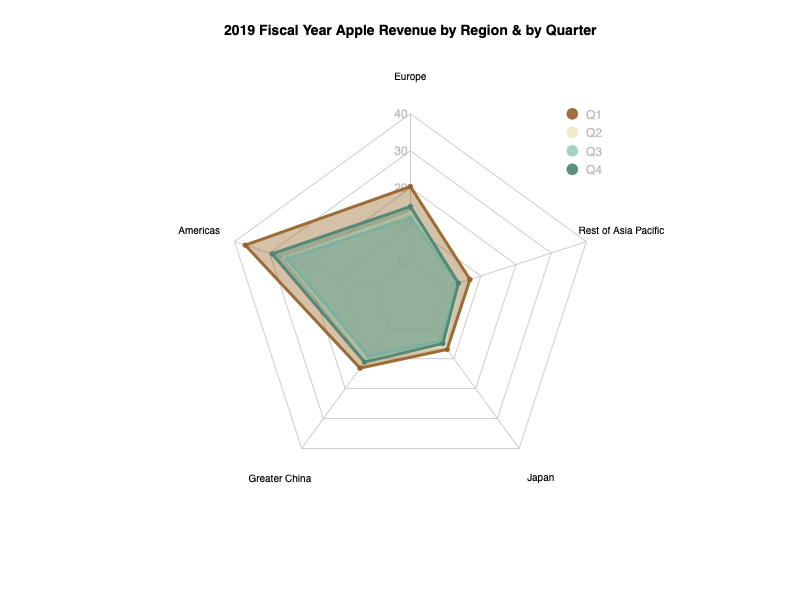 2019 Fiscal Year Apple Revenue by Region & by Quarter
Europe
40
30
20
10
0
Q1
Q2
Q3
Q4
Americas
Rest of Asia Pacific
Greater China
Japan